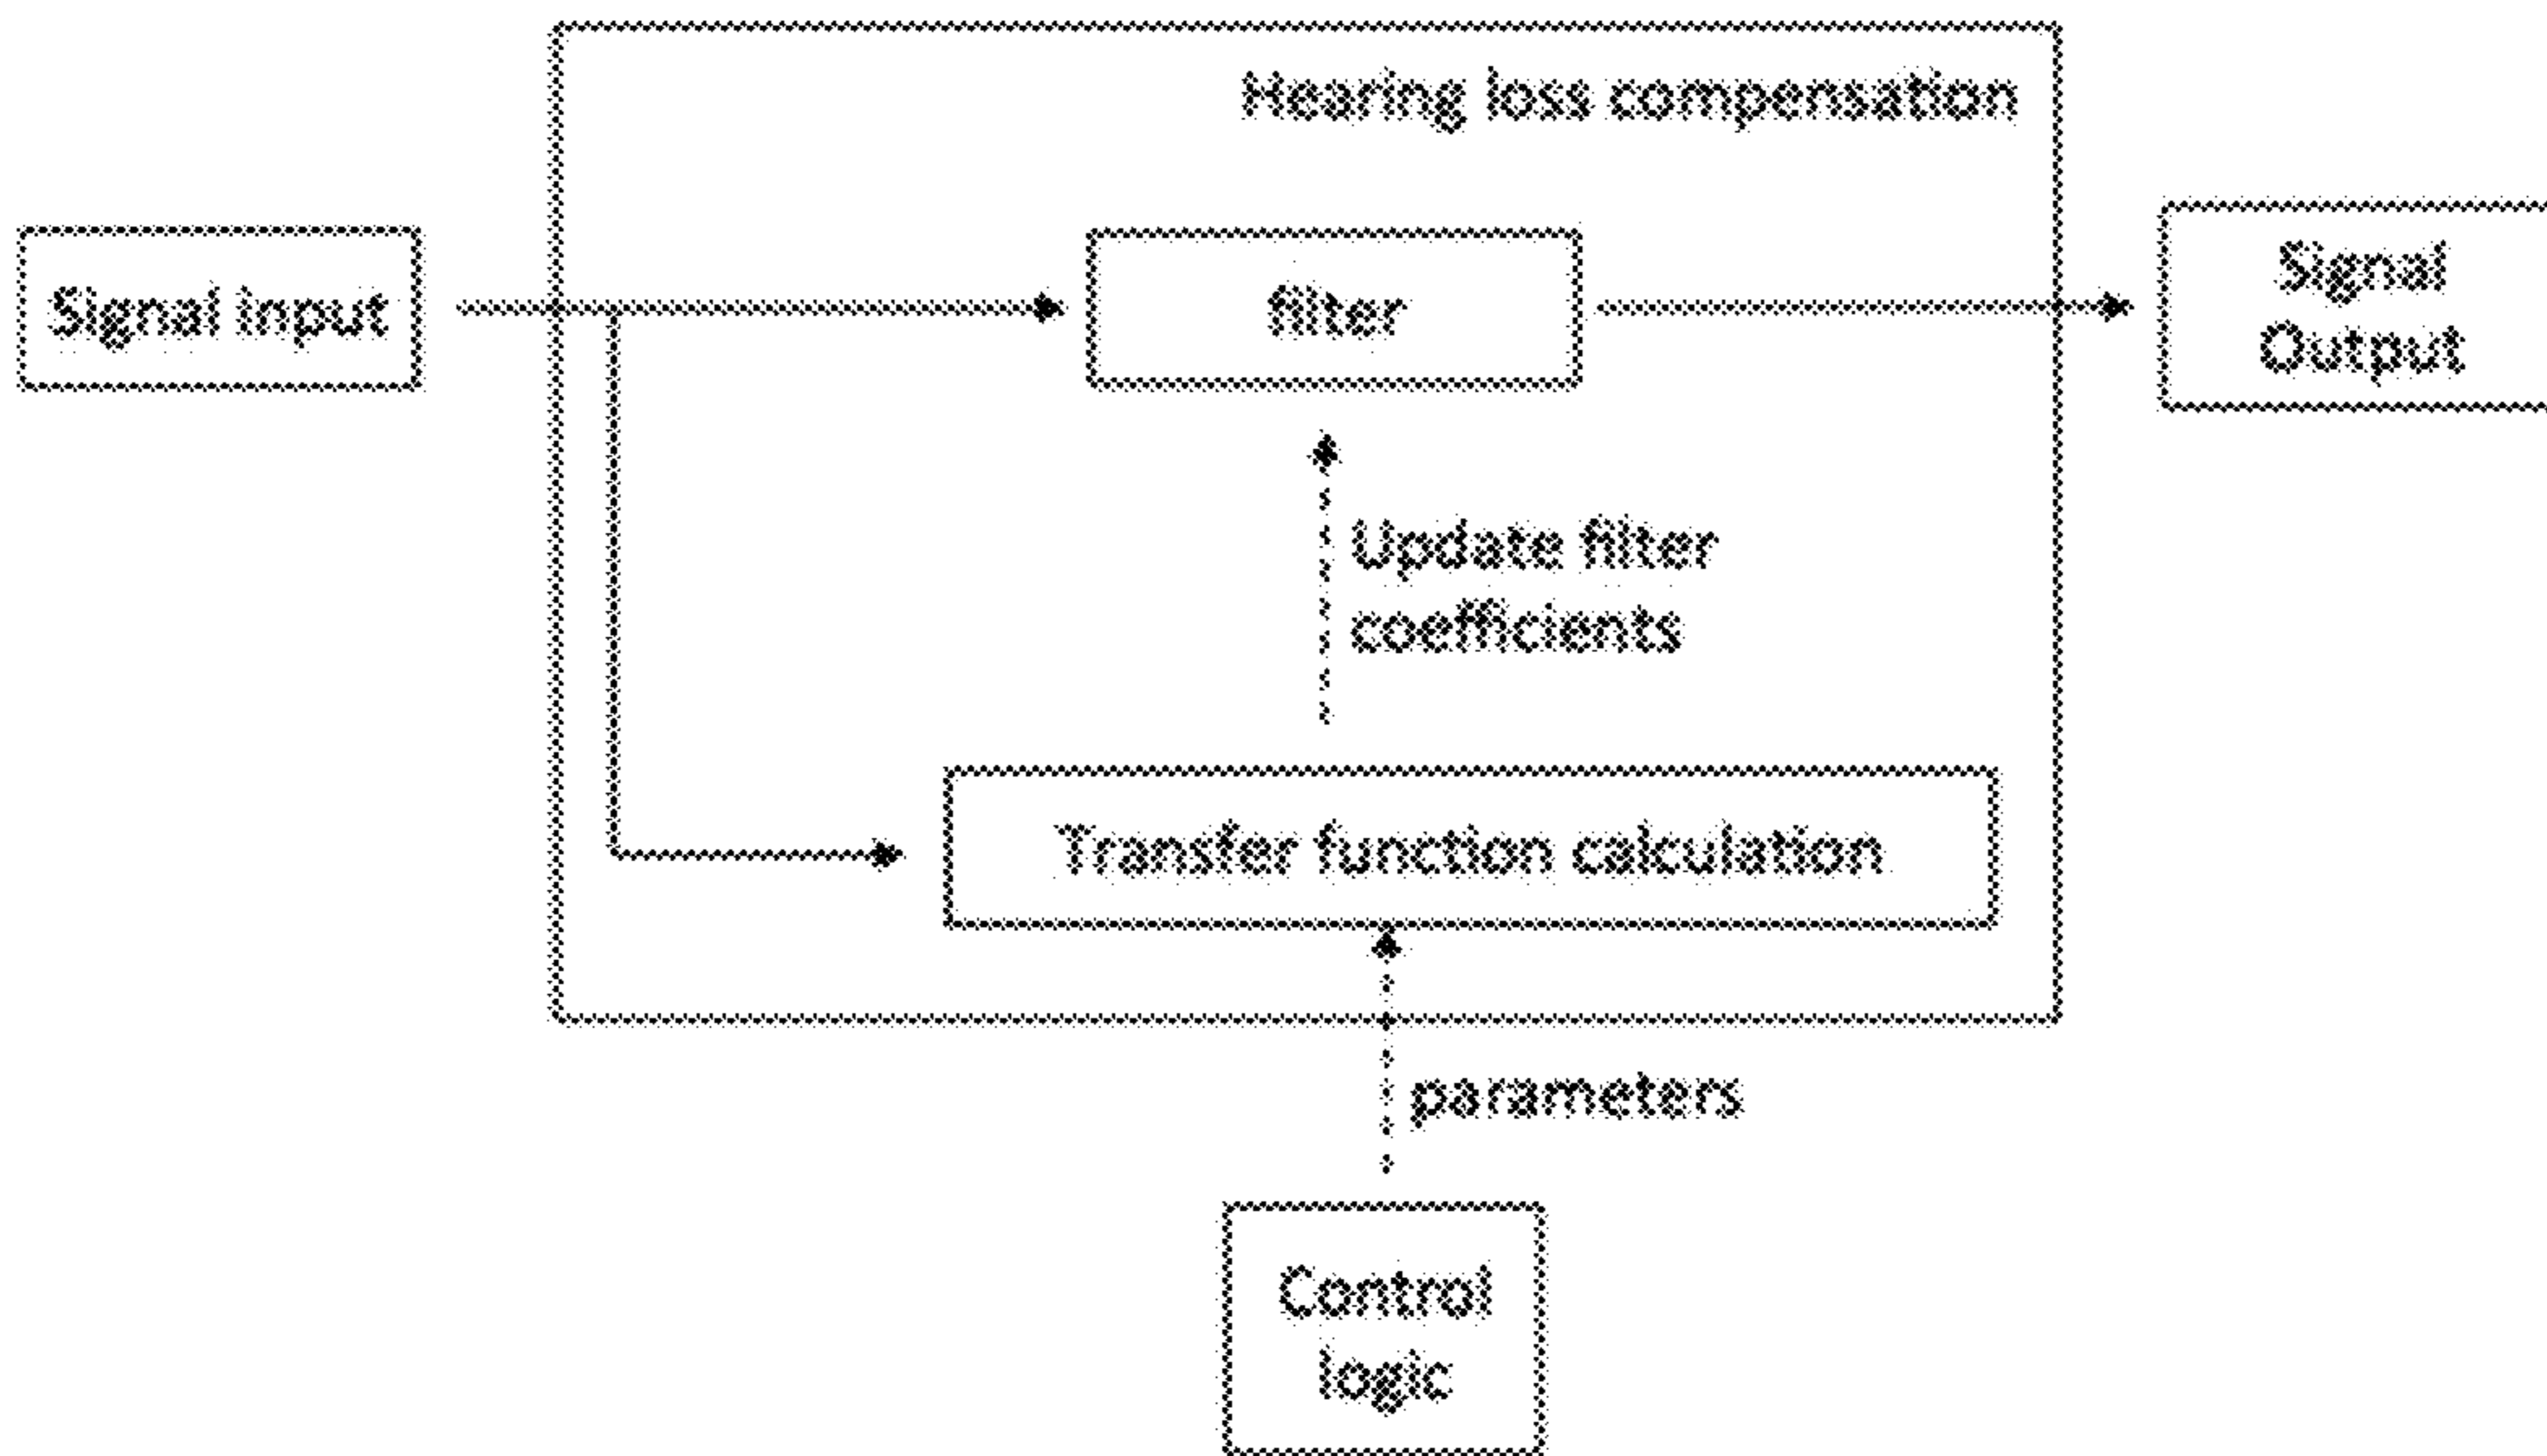 Hearing loss compensation
Signal input
filter
Signal
Output
Update filter
coefficients
Transfer function calculation
parameters
Control
logic